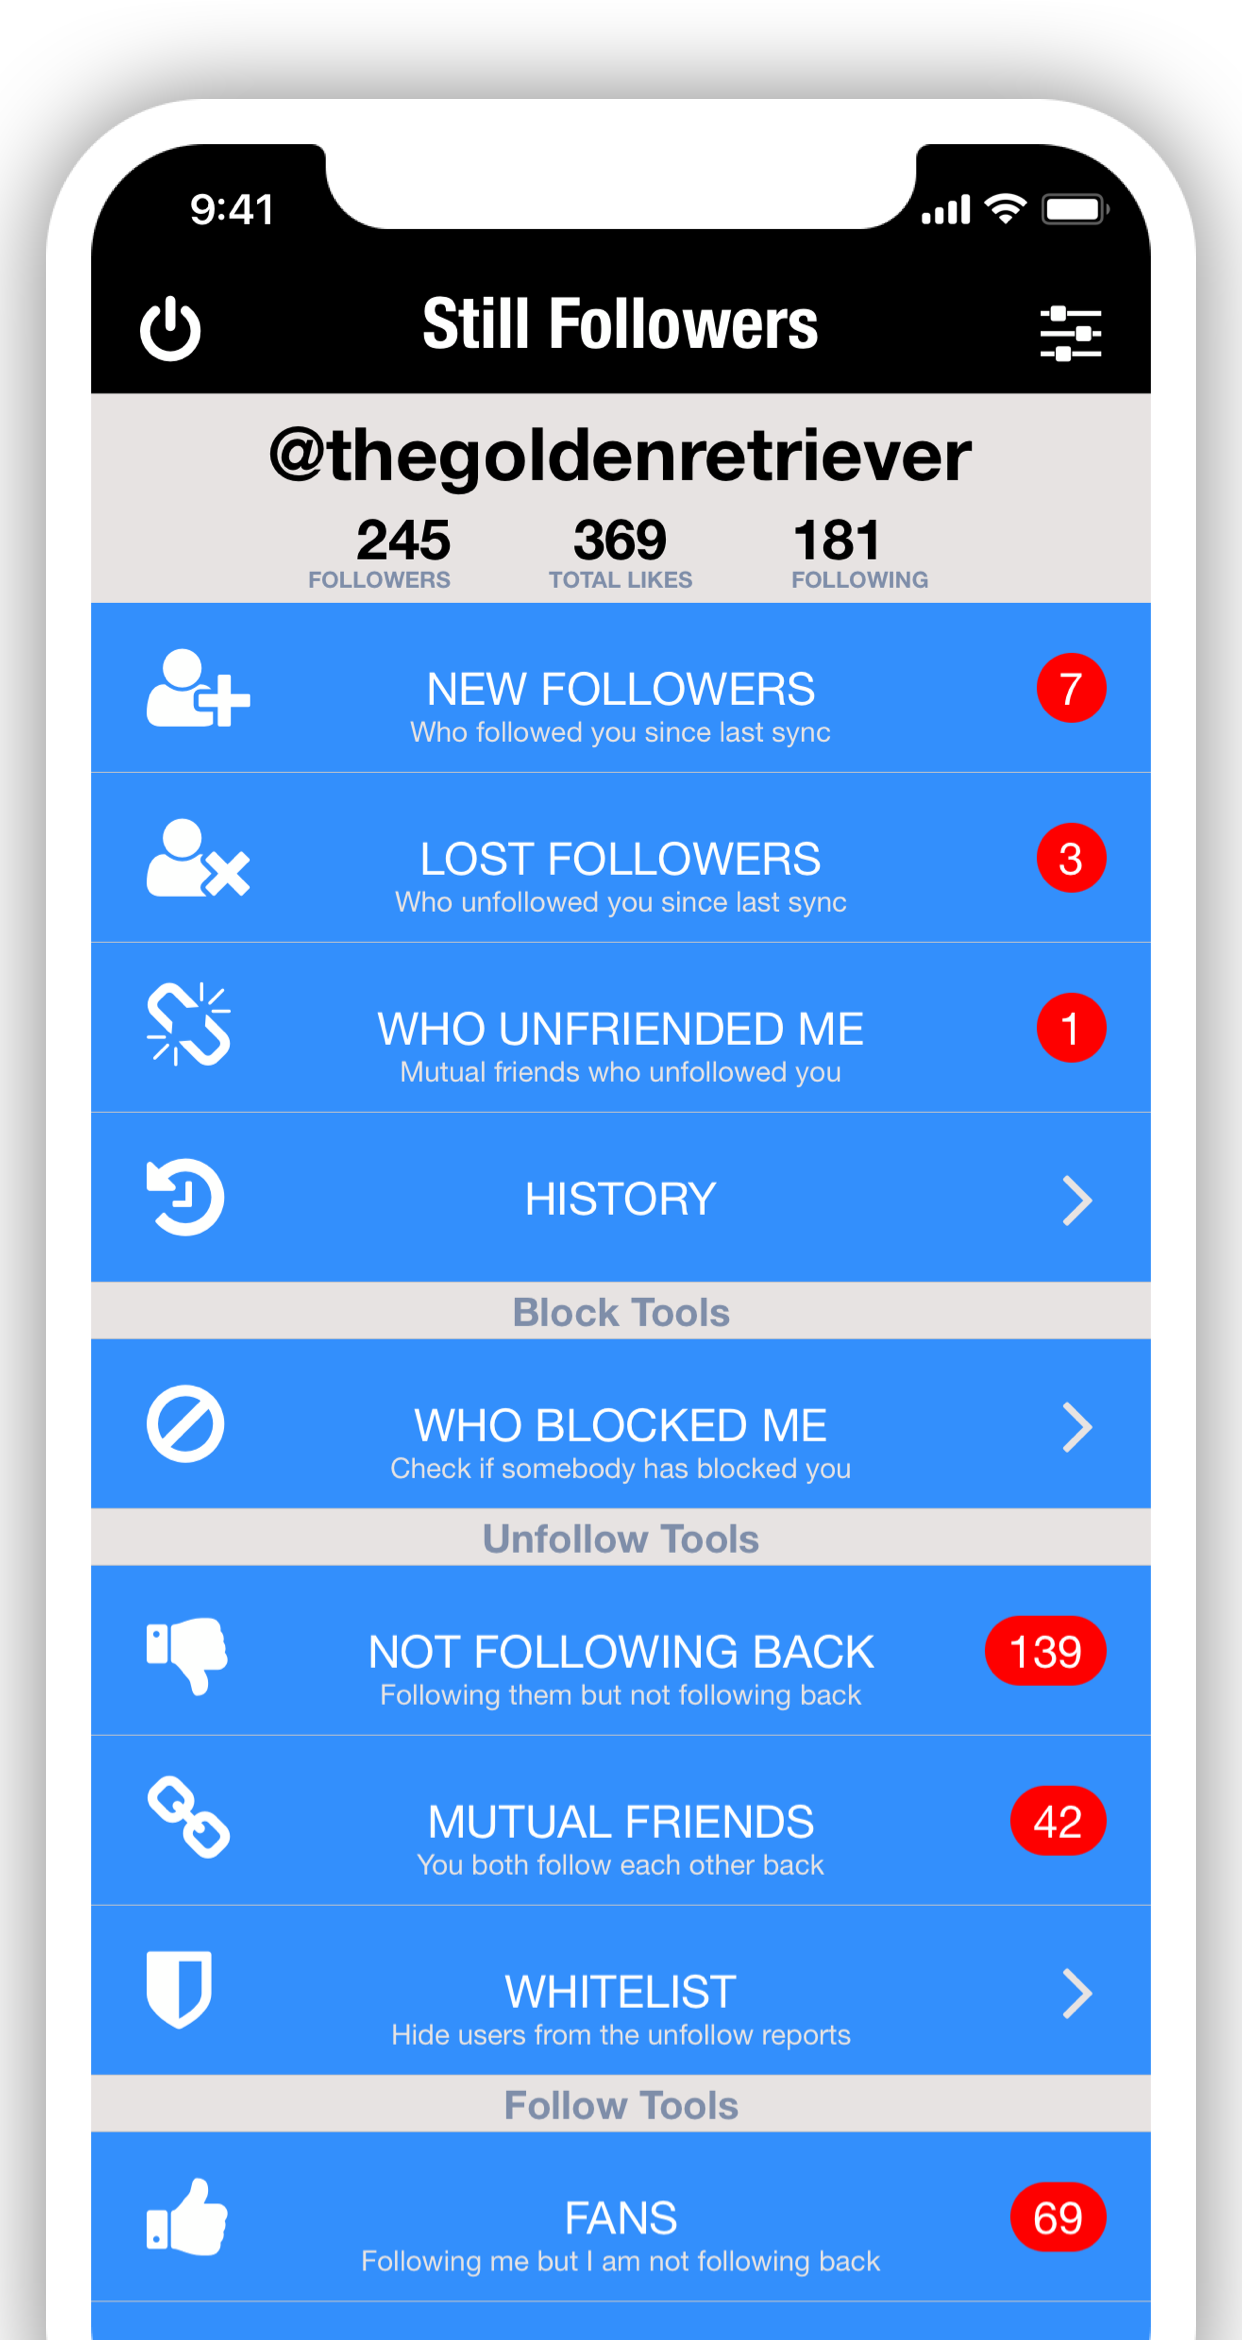 9:41
Still Followers
@thegoldenretriever
245 369 181
FOLLOWERS TOTAL LIKES FOLLOWING
NEW FOLLOWERS
7
Who followed you since last sync
LOST FOLLOWERS
3
Who unfollowed you since last sync
WHO UNFRIENDED ME
1
Mutual friends who unfollowed you
HISTORY
Block Tools
WHO BLOCKED ME
Check if somebody has blocked you
Unfollow Tools
NOT FOLLOWING BACK
139
Following them but not following back
MUTUAL FRIENDS
42
You both follow each other back
WHITELIST
Hide users from the unfollow reports
Follow Tools
FANS
69
Following me but I am not following back